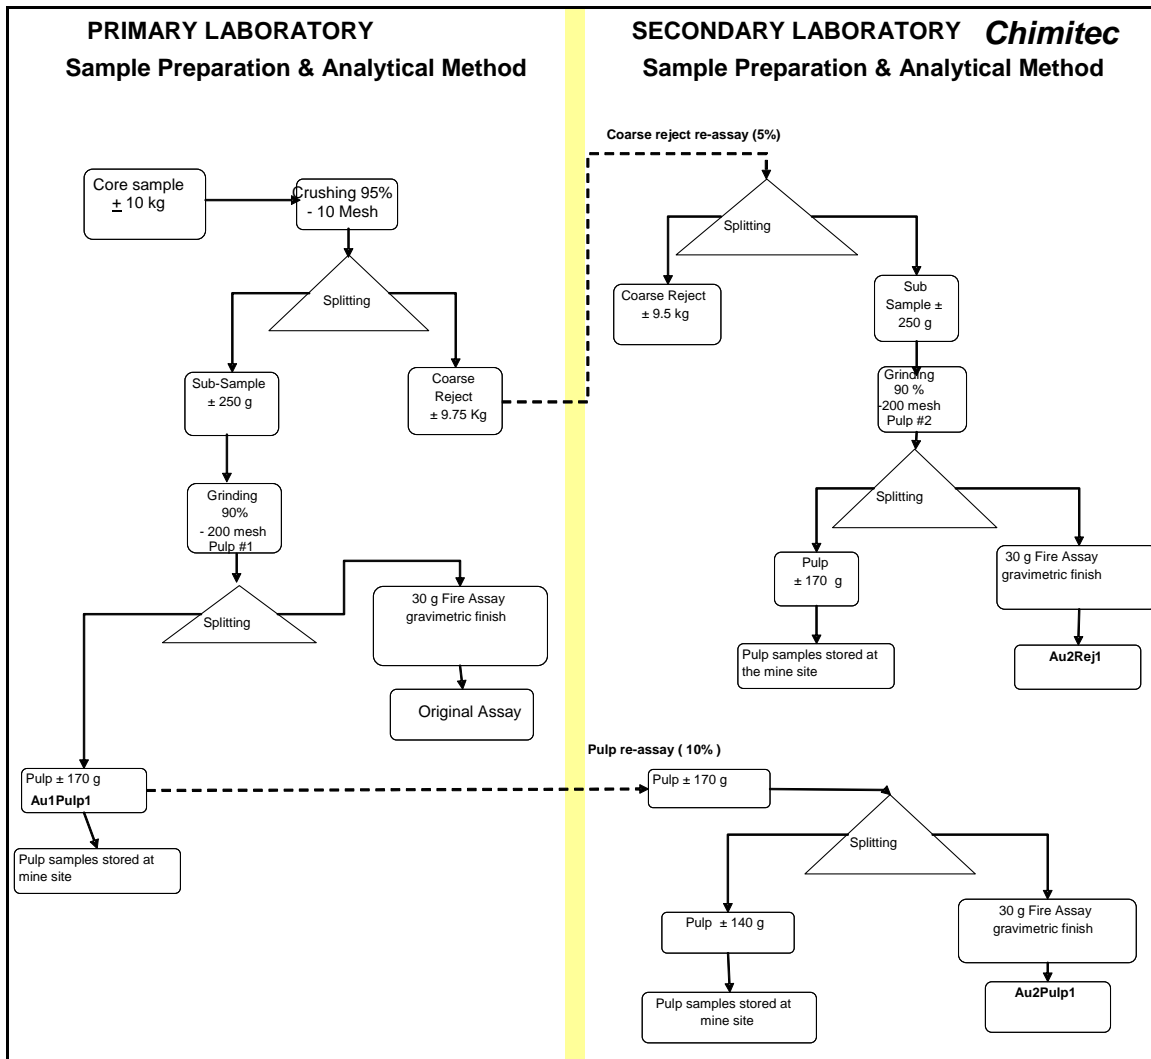 PRIMARY LABORATORY
Sample Preparation & Analytical Method
Core sample
± 10 kg
Crushing 95%
- 10 Mesh
Splitting
Sub-Sample
± 250 g
Coarse
Reject
± 9.75 Kg
Grinding
90%
- 200 mesh
Pulp #1
Splitting
30 g Fire Assay
gravimetric finish
Original Assay
Pulp ± 170 g
Au1Pulp1
Pulp samples stored at
mine site
SECONDARY LABORATORY Chimitec
Sample Preparation & Analytical Method
Coarse reject re-assay (5%)
Splitting
Coarse Reject
± 9.5 kg
Sub
Sample ±
250 g
Grinding
90 %
-200 mesh
Pulp #2
Splitting
Pulp
± 170 g
30 g Fire Assay
gravimetric finish
Pulp samples stored at
the mine site
Au2Rej1
Pulp re-assay ( 10% )
Pulp ± 170 g
Splitting
Pulp ± 140 g
30 g Fire Assay
gravimetric finish
Pulp samples stored at
mine site
Au2Pulp1